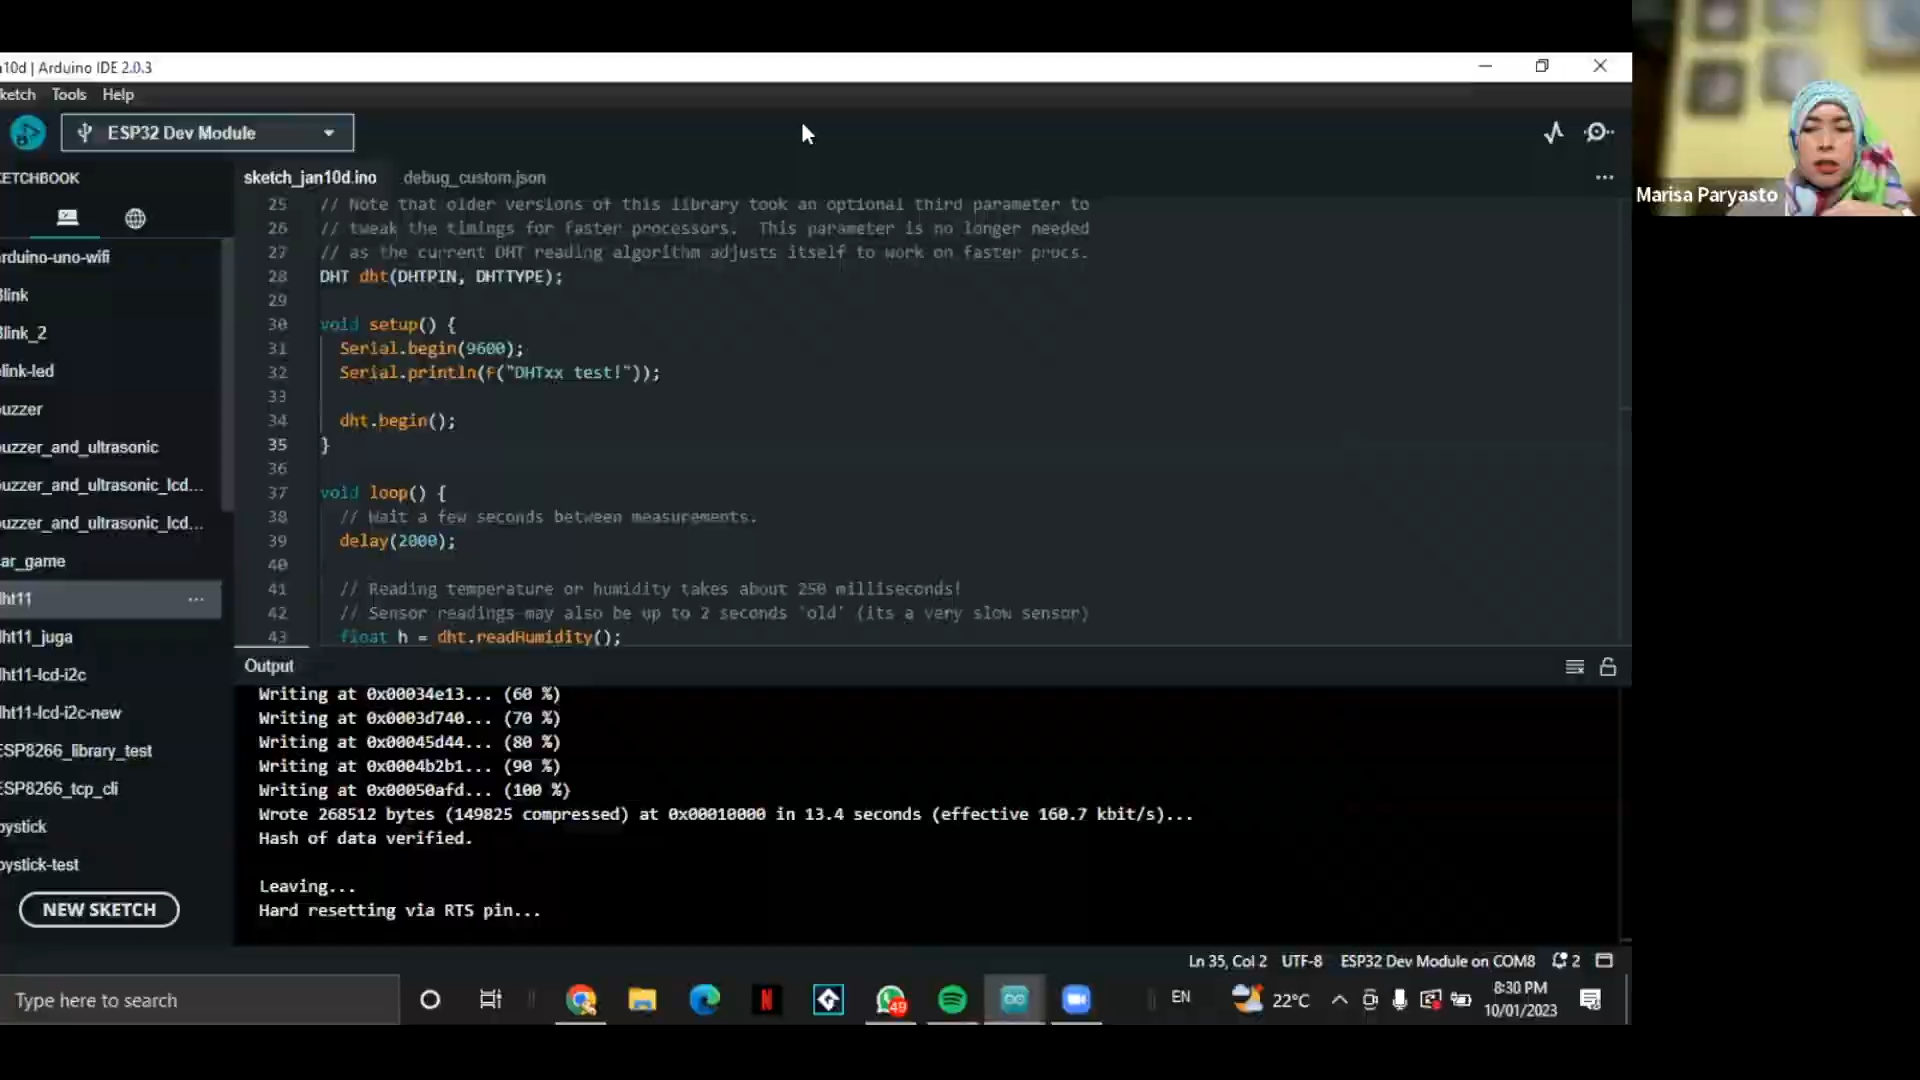 10d | Arduino IDE 2.0.3
ketch Tools Help
ESP32 Dev Module
ETCHBOOK
rduino-uno-wifi
Blink
Blink_2
link-led
uzzer
uzzer_and_ultrasonic
uzzer_and_ultrasonic_lcd...
uzzer_and_ultrasonic_lcd...
ar_game
ht11
ht11_juga
ht11-lcd-i2c
ht11-lcd-i2c-new
ESP8266_library_test
ESP8266_tcp_cli
oystick
oystick-test
NEW SKETCH
sketch_jan10d.ino debug_custom.json
25 // Note that older versions of this library took an optional third parameter to
26 // tweak the timings for faster processors. This parameter is no longer needed
27 // as the current DHT reading algorithm adjusts itself to work on faster procs.
28 DHT dht(DHTPIN, DHTTYPE);
29
30 void setup() {
31 Serial.begin(9600);
32 Serial.println(F("DHTxx test!"));
33
34 dht.begin();
35 }
36
37 void loop() {
38 // Wait a few seconds between measurements.
39 delay(2000);
40
41 // Reading temperature or humidity takes about 250 milliseconds!
42 // Sensor readings may also be up to 2 seconds 'old' (its a very slow sensor)
43 float h = dht.readHumidity();
Output
Writing at 0x00034e13... (60 %)
Writing at 0x0003d740... (70 %)
Writing at 0x00045d44... (80 %)
Writing at 0x0004b2b1... (90 %)
Writing at 0x00050afd... (100 %)
Wrote 268512 bytes (149825 compressed) at 0x00010000 in 13.4 seconds (effective 160.7 kbit/s)...
Hash of data verified.
Leaving...
Hard resetting via RTS pin...
Ln 35, Col 2 UTF-8 ESP32 Dev Module on COM8 2
Type here to search
49
EN
22°C
8:30 PM
10/01/2023
Marisa Paryasto